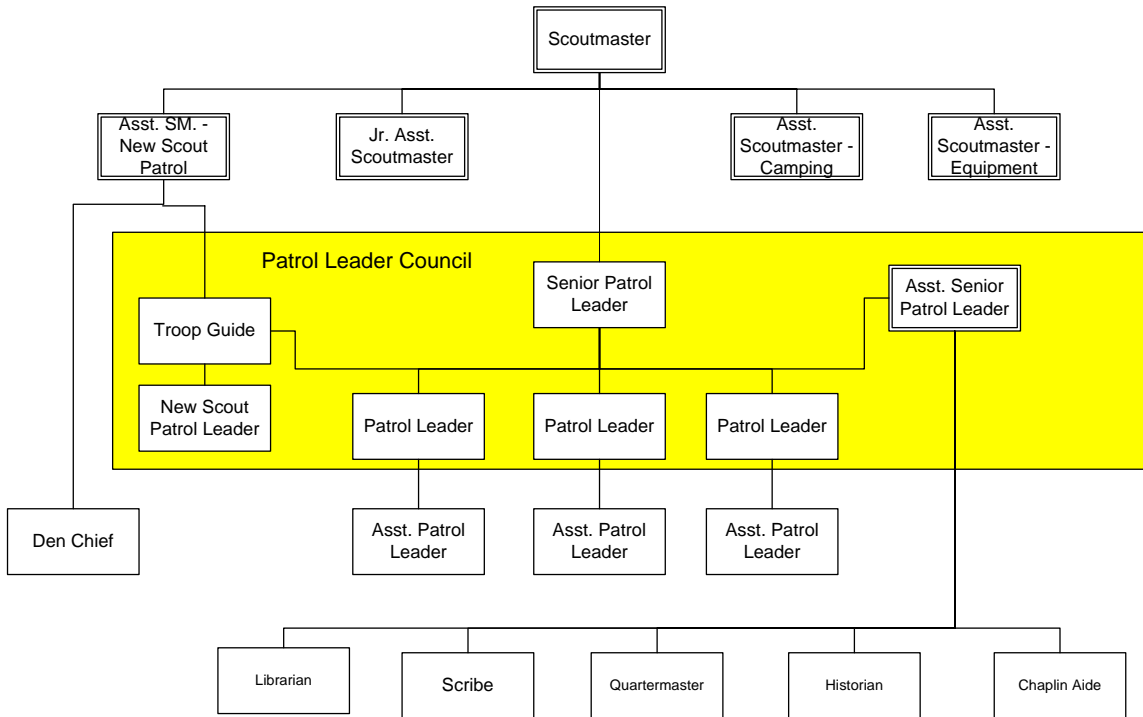 Scoutmaster
Asst. SM. -
New Scout
Patrol
Jr. Asst.
Scoutmaster
Asst.
Scoutmaster -
Camping
Asst.
Scoutmaster -
Equipment
Patrol Leader Council
Senior Patrol
Leader
Asst. Senior
Patrol Leader
Troop Guide
New Scout
Patrol Leader
Patrol Leader
Patrol Leader
Patrol Leader
Den Chief
Asst. Patrol
Leader
Asst. Patrol
Leader
Asst. Patrol
Leader
Librarian
Scribe
Quartermaster
Historian
Chaplin Aide